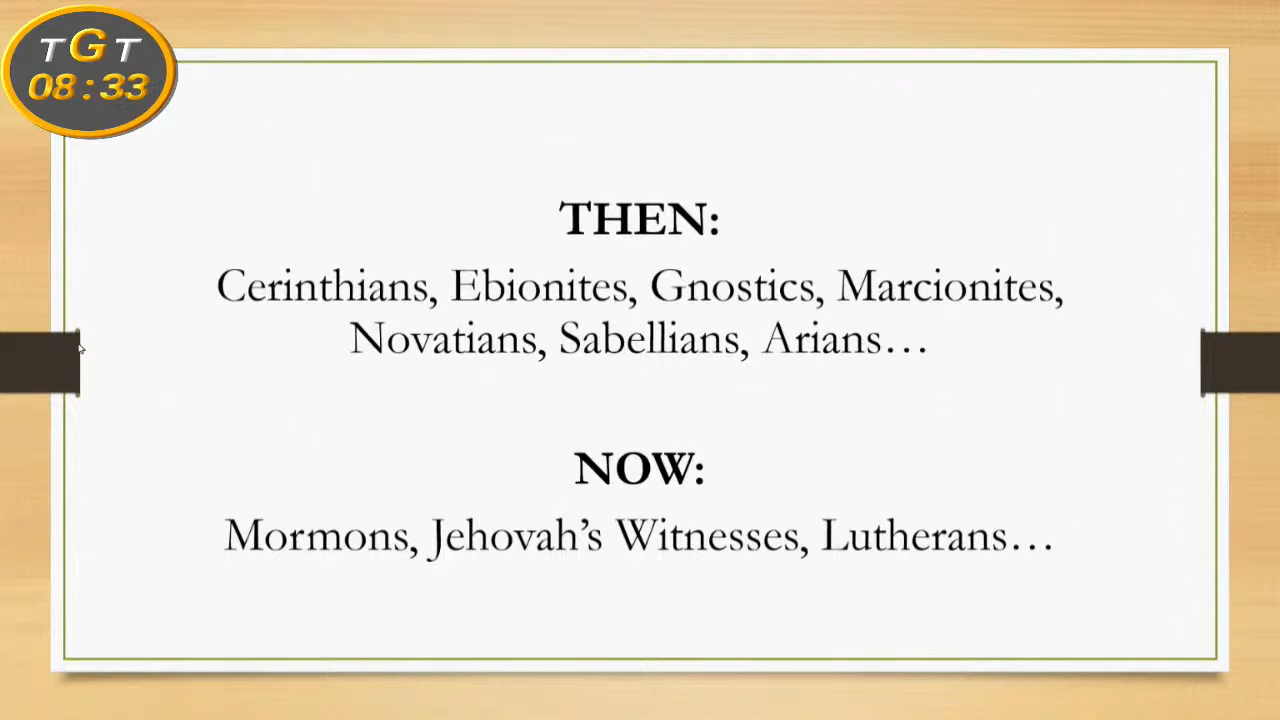 TGT
08:33
THEN:
Cerinthians, Ebionites, Gnostics, Marcionites,
Novatians, Sabellians, Arians…
NOW:
Mormons, Jehovah’s Witnesses, Lutherans…